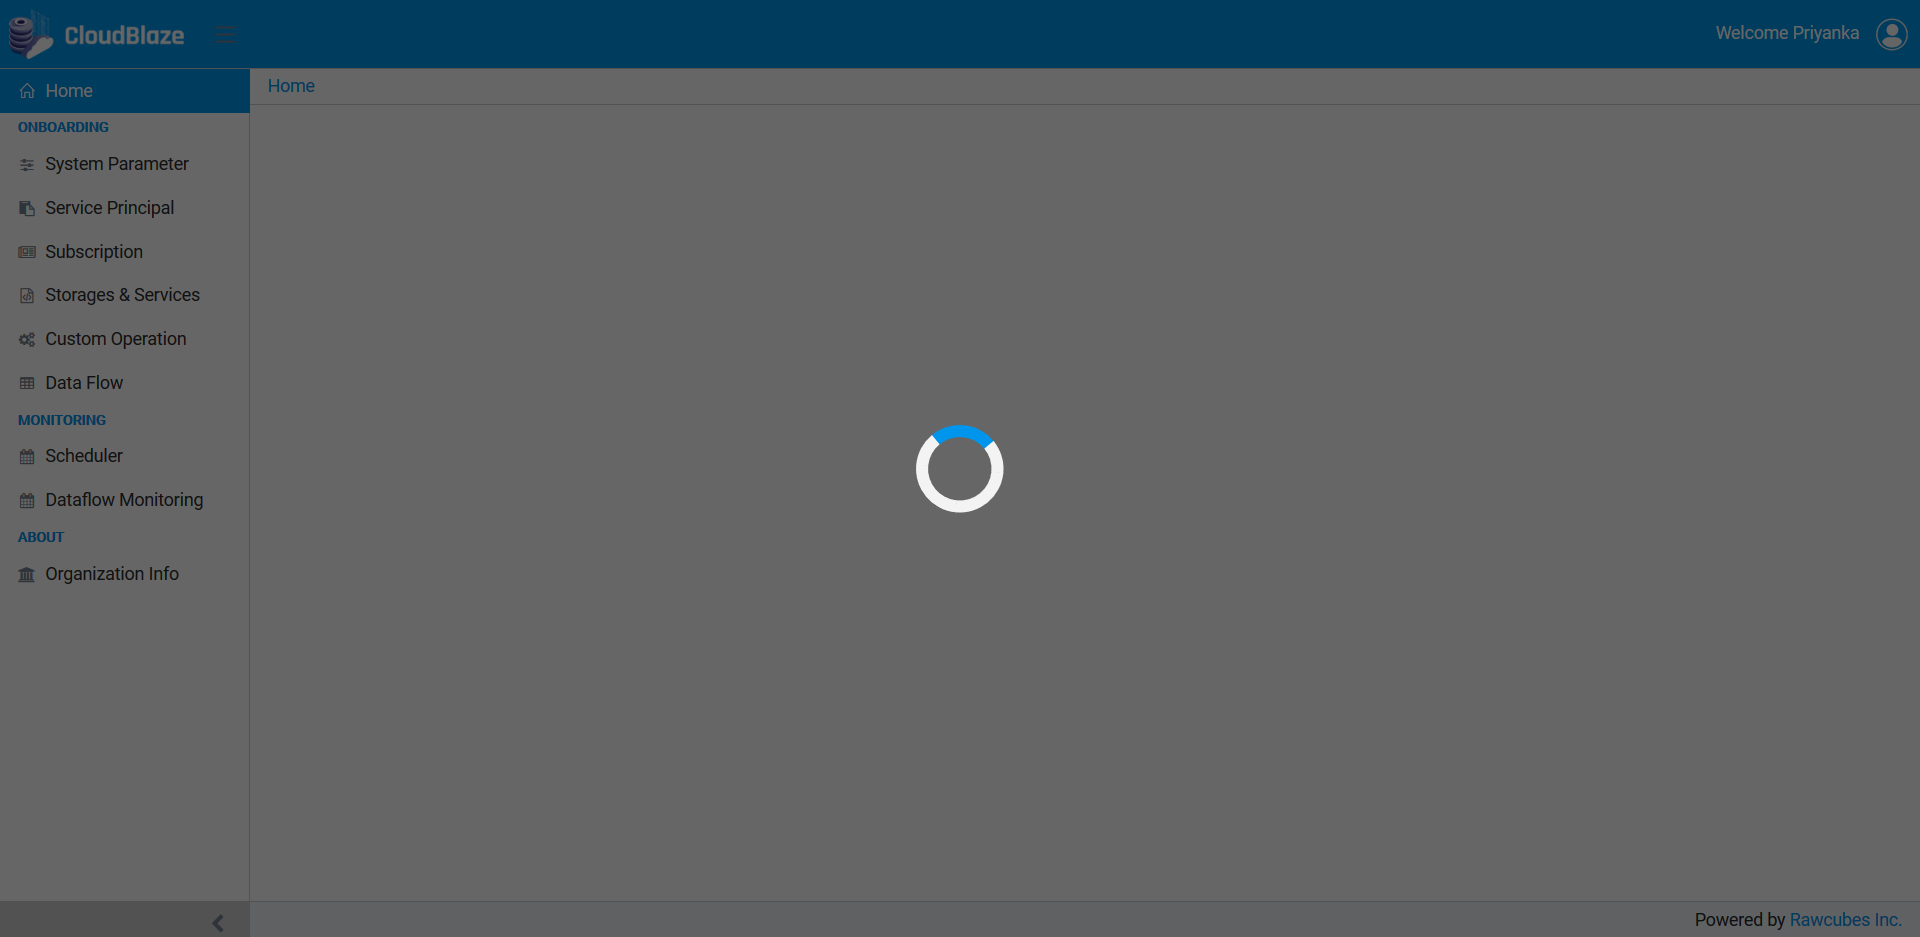 CloudBlaze
Welcome Priyanka
Home
Home
ONBOARDING
System Parameter
Service Principal
Subscription
Storages & Services
Custom Operation
Data Flow
MONITORING
Scheduler
Dataflow Monitoring
ABOUT
Organization Info
Powered by Rawcubes Inc.